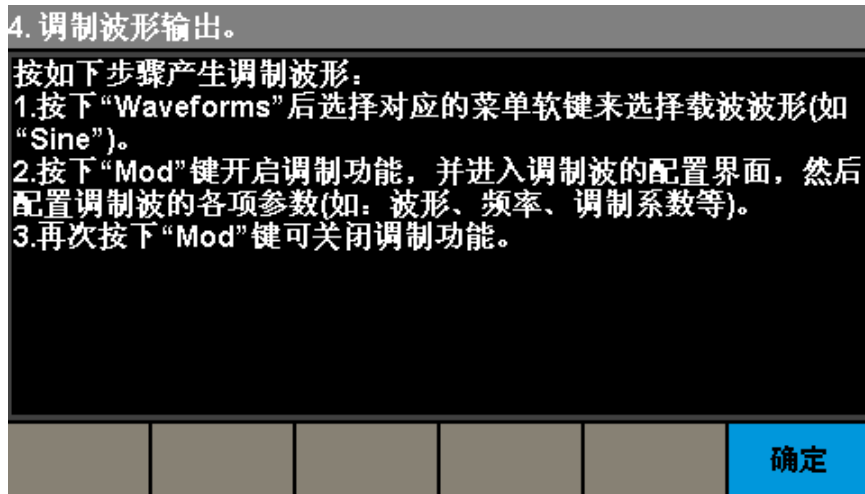 4. 调制波形输出。
按如下步骤产生调制波形：
1.按下“Waveforms”后选择对应的菜单软键来选择载波波形(如
“Sine”)。
2.按下“Mod”键开启调制功能，并进入调制波的配置界面，然后
配置调制波的各项参数(如：波形、频率、调制系数等)。
3.再次按下“Mod”键可关闭调制功能。
确定